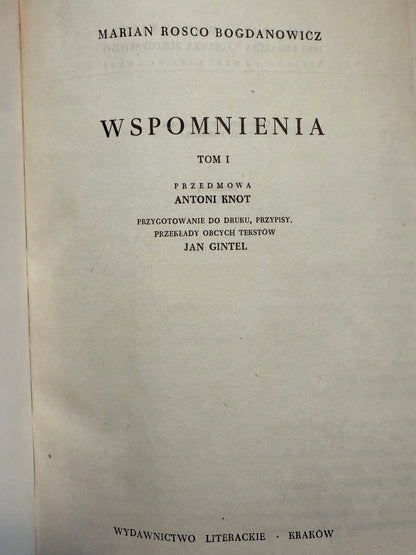 MARIAN ROSCO BOGDANOWICZ
WSPOMNIENIA
TOM I
PRZEDMOWA
ANTONI KNOT
PRZYGOTOWANIE DO DRUKU, PRZYPISY,
PRZEKŁADY OBCYCH TEKSTÓW
JAN GINTEL
WYDAWNICTWO LITERACKIE · KRAKÓW